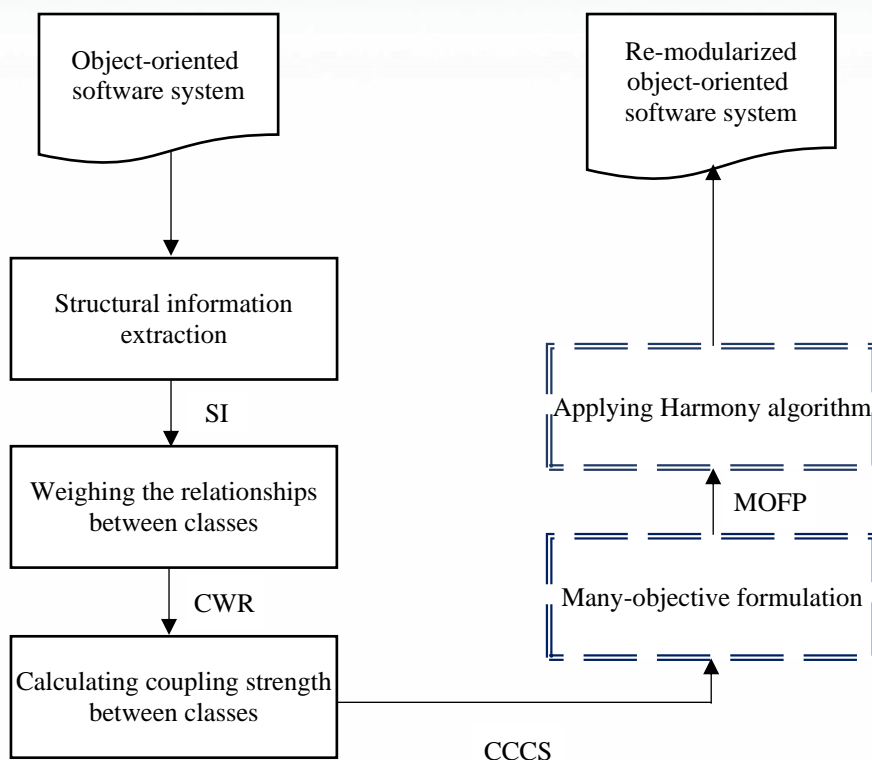 Object-oriented
software system
Structural information
extraction
SI
Weighing the relationships
between classes
CWR
Calculating coupling strength
between classes
CCCS
Many-objective formulation
MOFP
Applying Harmony algorithm
Re-modularized
object-oriented
software system